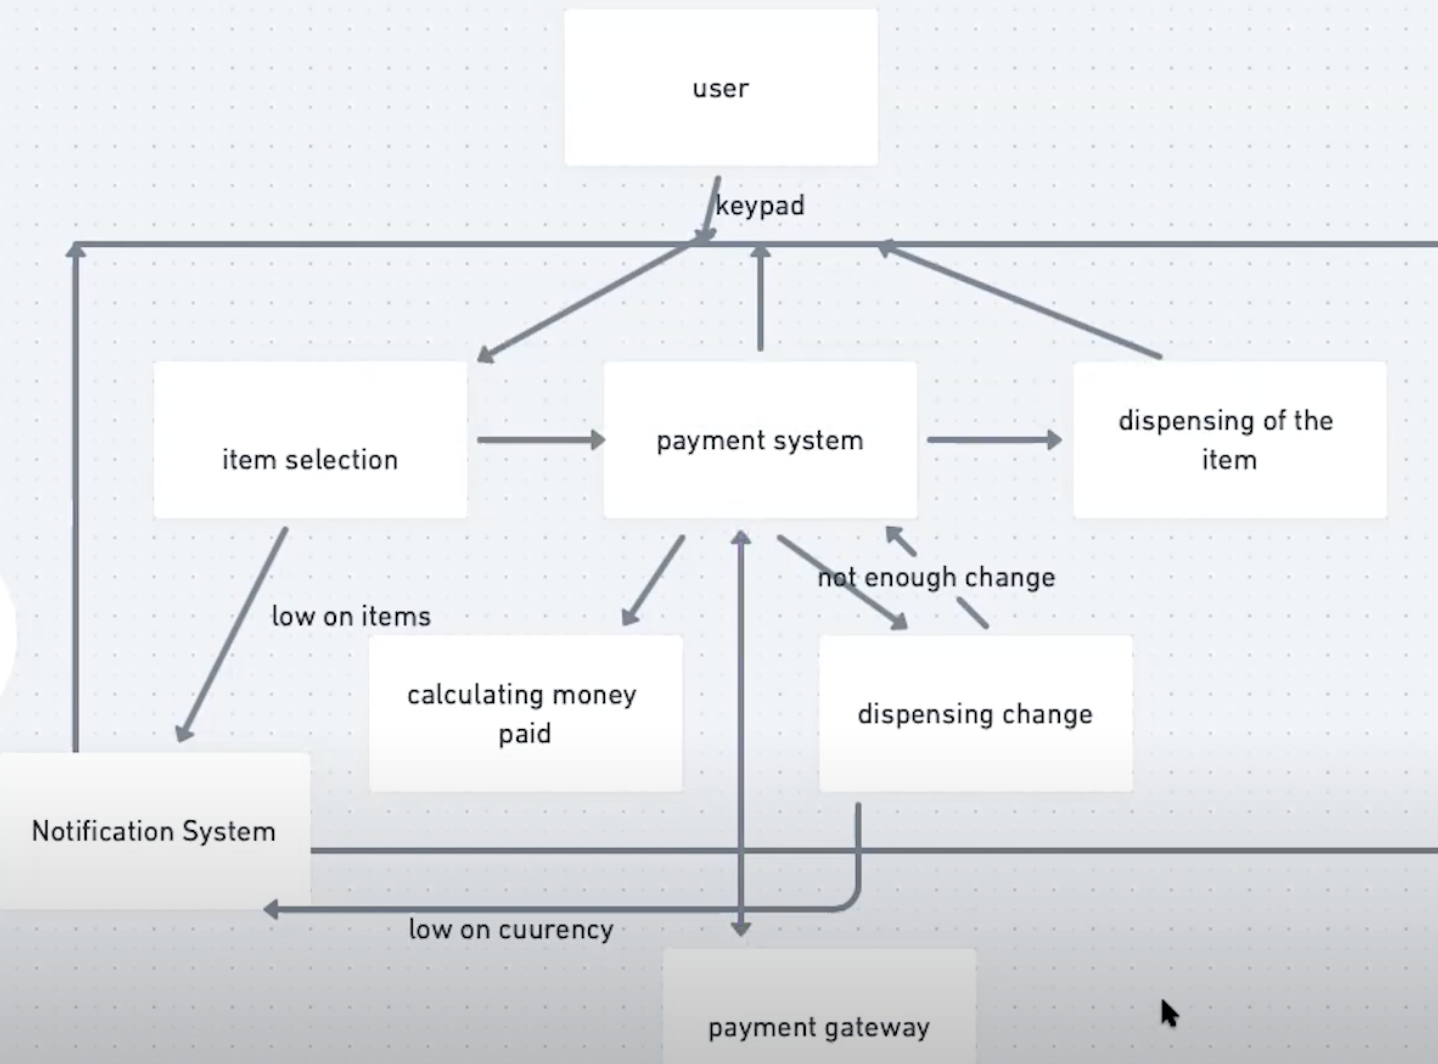 user
keypad
item selection
payment system
dispensing of the
item
not enough change
low on items
calculating money
paid
dispensing change
Notification System
low on cuurency
payment gateway